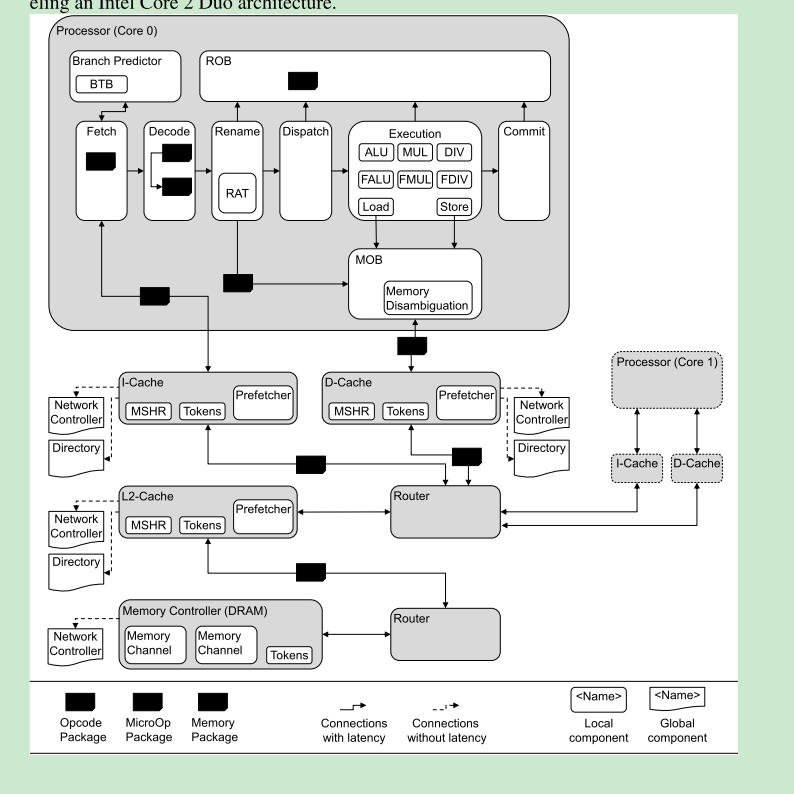 eling an Intel Core 2 Duo architecture.
Processor (Core 0)
Branch Predictor
BTB
ROB
Fetch
Decode
Rename
RAT
Dispatch
Execution
ALU
MUL
DIV
FALU
FMUL
FDIV
Load
Store
Commit
MOB
Memory
Disambiguation
I-Cache
MSHR
Tokens
Prefetcher
Network
Controller
Directory
D-Cache
MSHR
Tokens
Prefetcher
Network
Controller
Directory
Processor (Core 1)
I-Cache
D-Cache
L2-Cache
MSHR
Tokens
Prefetcher
Network
Controller
Directory
Router
Memory Controller (DRAM)
Memory
Channel
Memory
Channel
Tokens
Network
Controller
Router
Opcode
Package
MicroOp
Package
Memory
Package
Connections
with latency
Connections
without latency
<Name>
Local
component
<Name>
Global
component